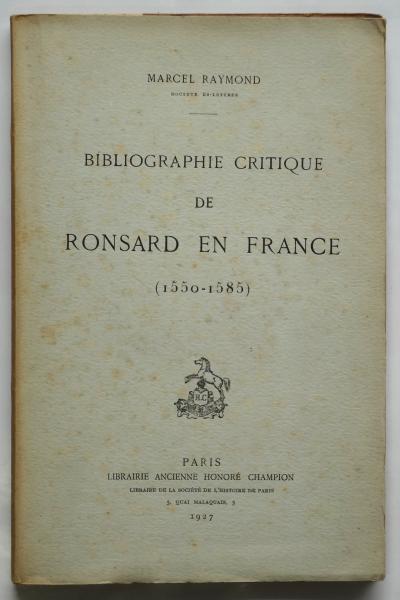 MARCEL RAYMOND
DOCTEUR ES-LETTRES
BIBLIOGRAPHIE CRITIQUE
DE
RONSARD EN FRANCE
(1550-1585)
H.C
PARIS
LIBRAIRIE ANCIENNE HONORÉ CHAMPION
LIBRAIRE DE LA SOCIÉTÉ DE L'HISTOIRE DE PARIS
5, QUAI MALAQUAIS, 5
1927